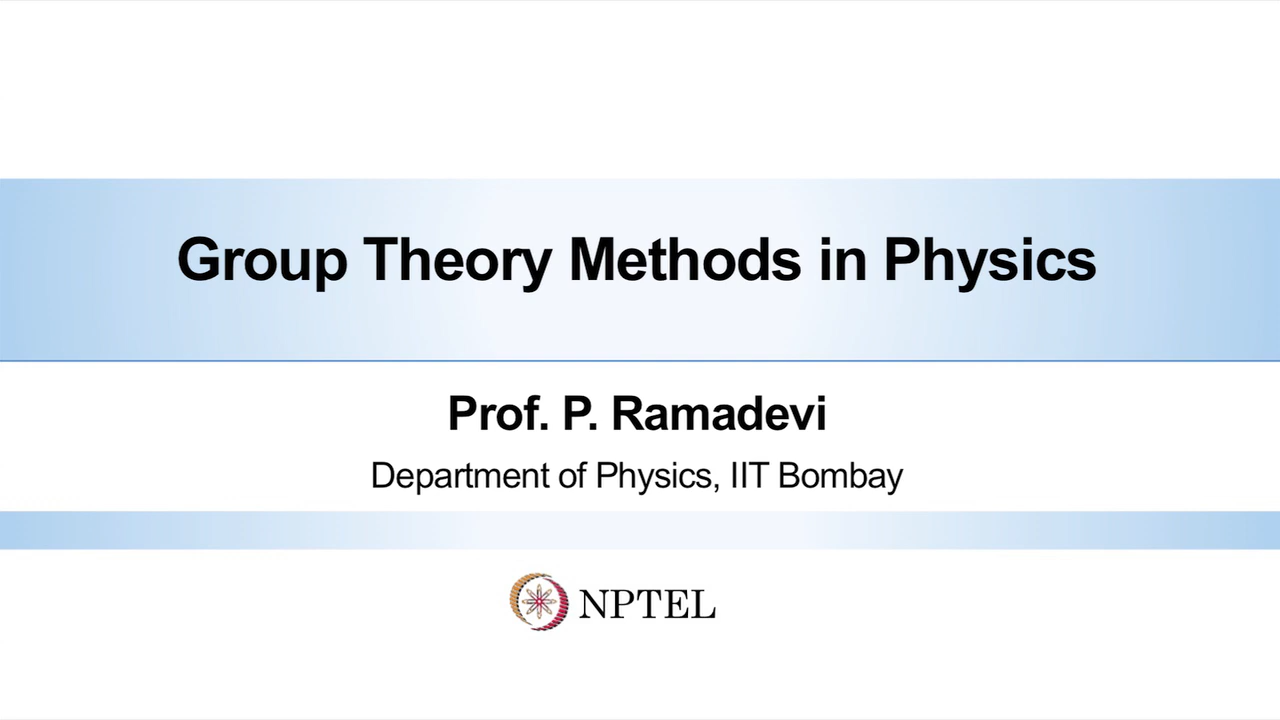 Group Theory Methods in Physics
Prof. P. Ramadevi
Department of Physics, IIT Bombay
NPTEL